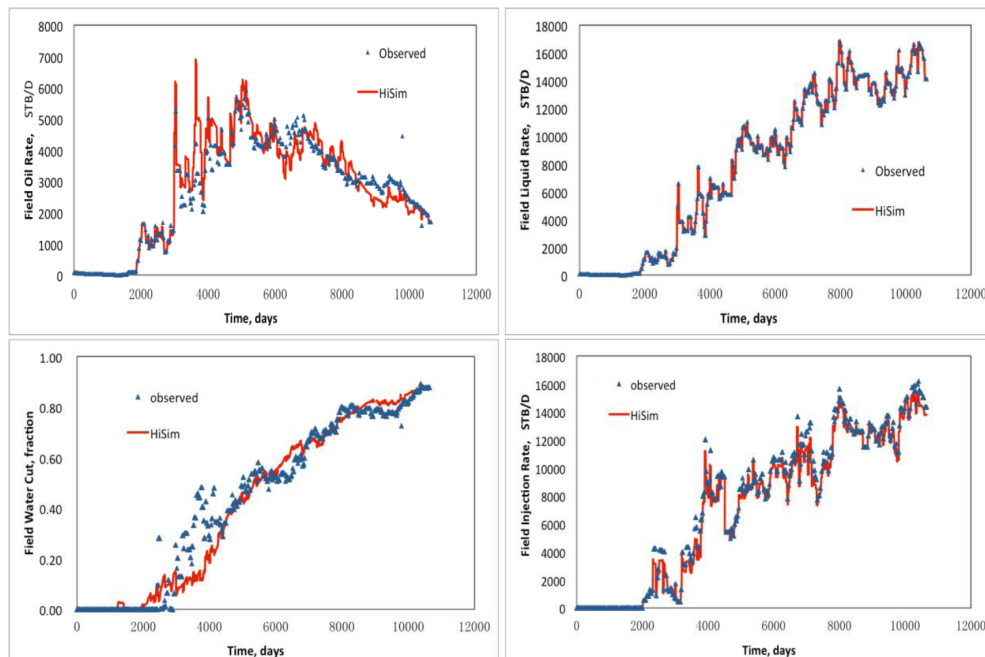 8000
7000
6000
5000
4000
3000
2000
1000
0
Field Oil Rate, STB/D
Observed
HiSim
0 2000 4000 6000 8000 10000 12000
Time, days
18000
16000
14000
12000
10000
8000
6000
4000
2000
0
Field Liquid Rate, STB/D
Observed
HiSim
0 2000 4000 6000 8000 10000 12000
Time, days
1.00
0.80
0.60
0.40
0.20
0.00
Field Water Cut, fraction
observed
HiSim
0 2000 4000 6000 8000 10000 12000
Time, days
18000
16000
14000
12000
10000
8000
6000
4000
2000
0
Field Injection Rate, STB/D
observed
HiSim
0 2000 4000 6000 8000 10000 12000
Time, days